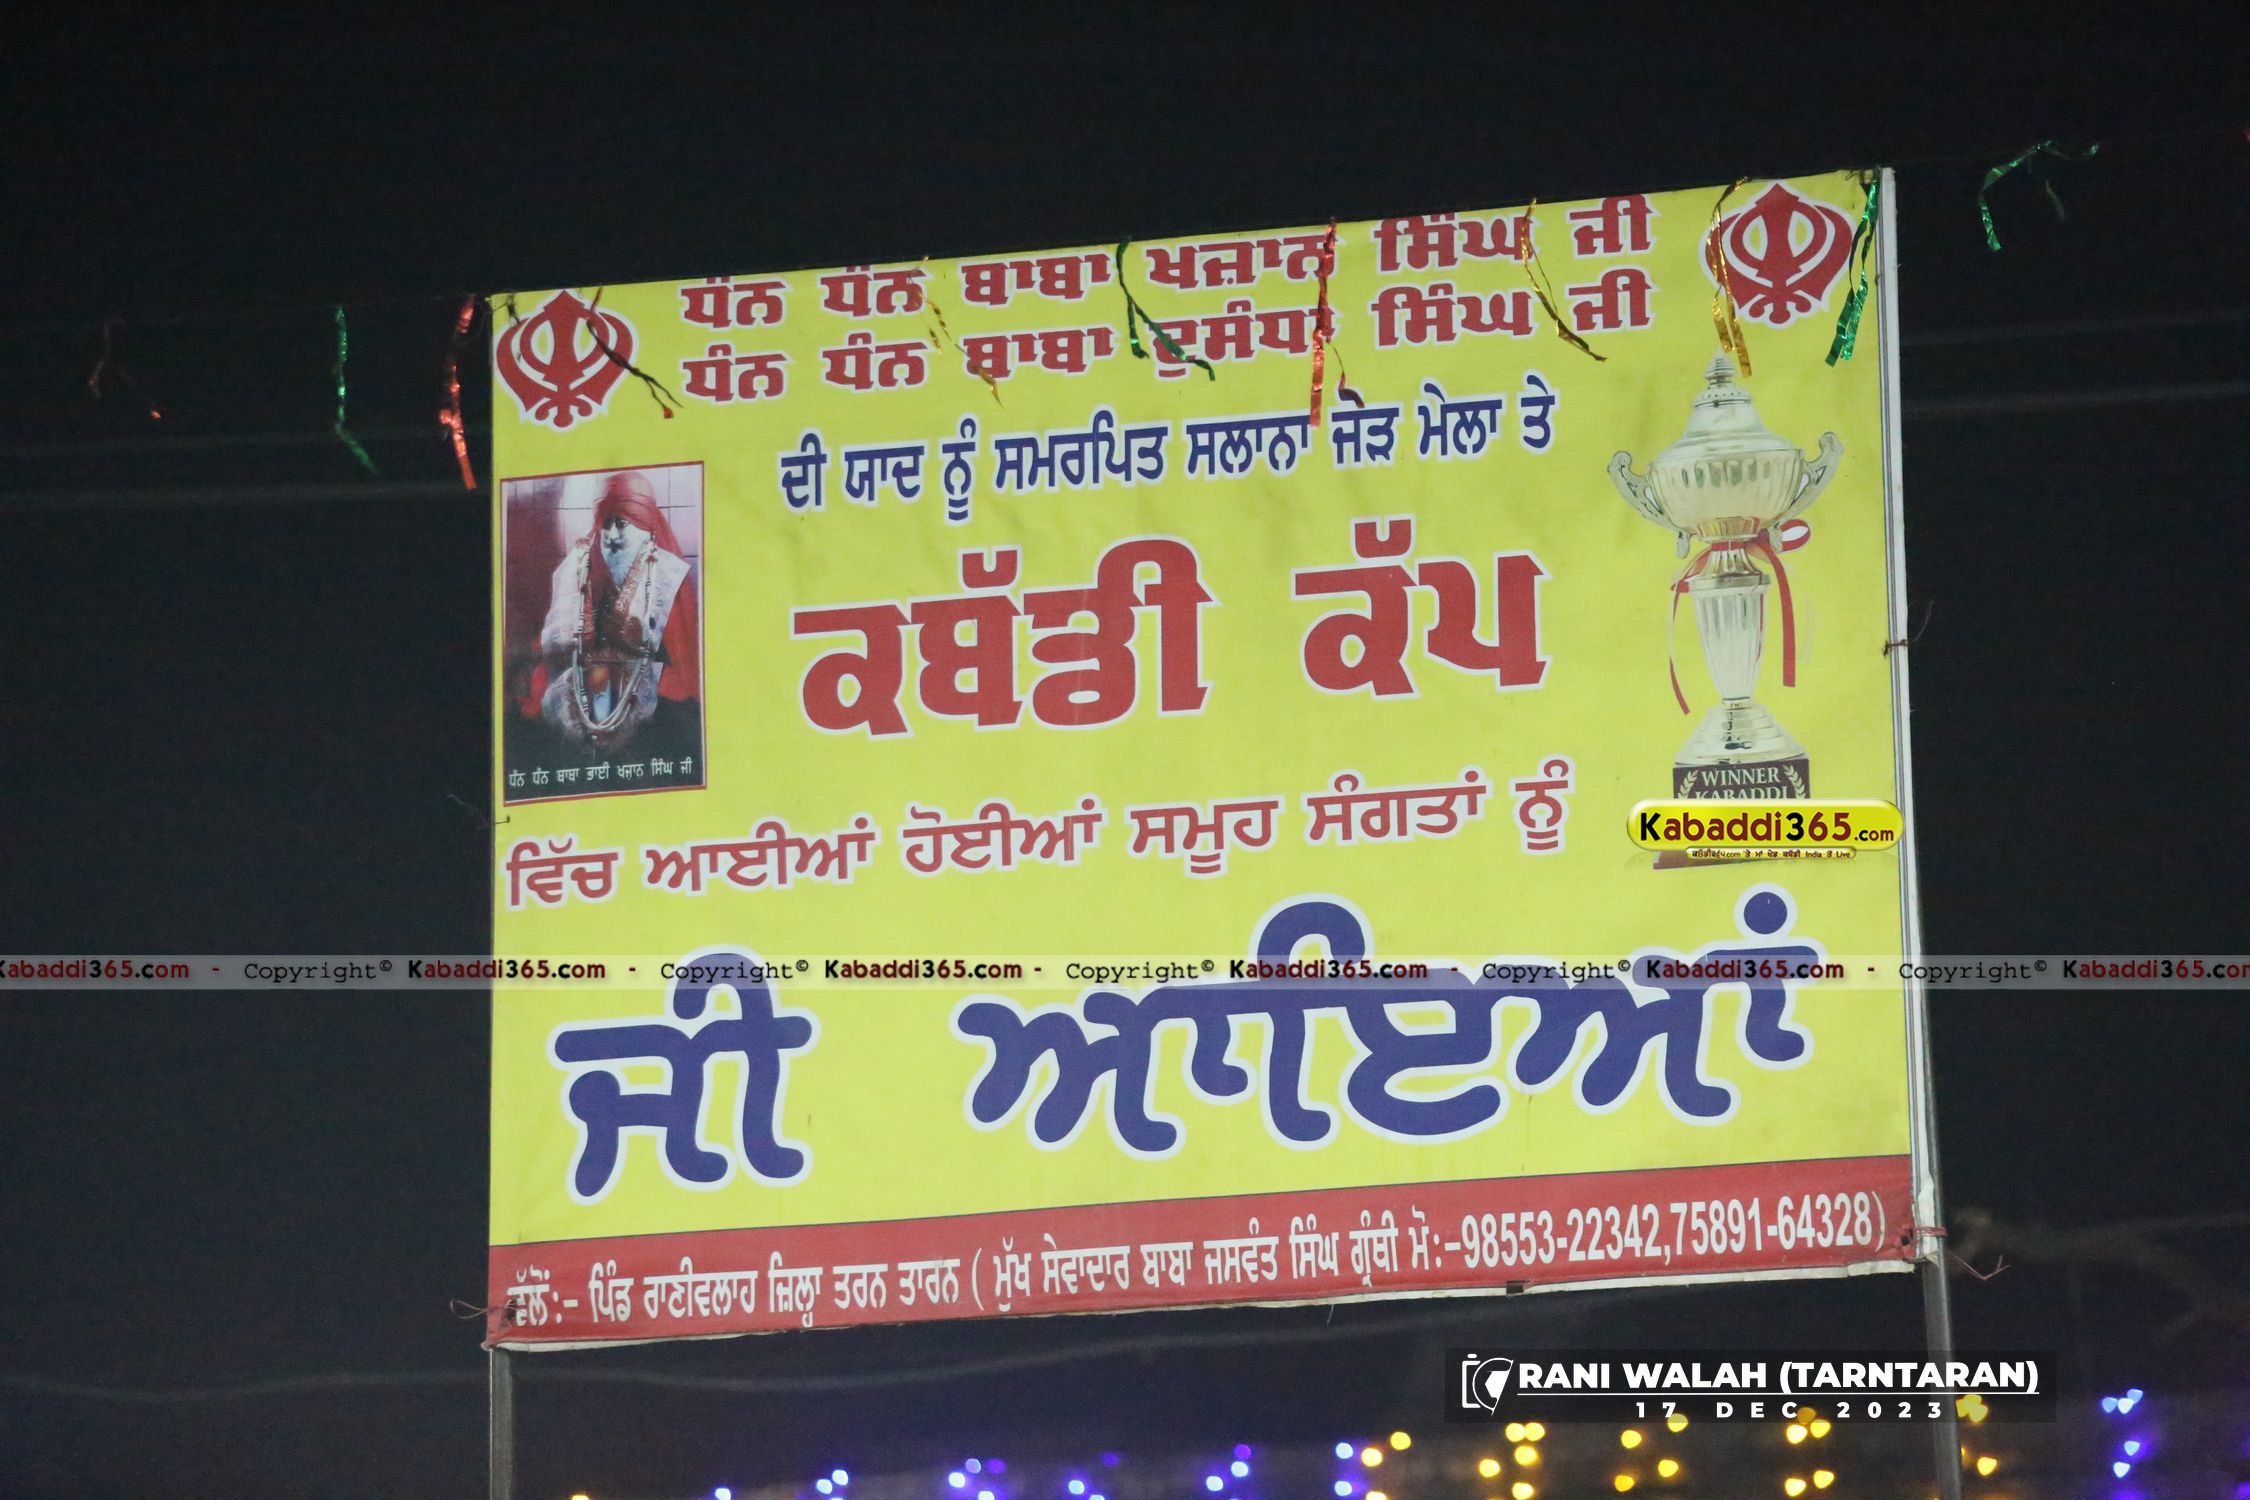 ਧੰਨ ਧੰਨ ਬਾਬਾ ਖਜ਼ਾਨ ਸਿੰਘ ਜੀ
ਧੰਨ ਧੰਨ ਬਾਬਾ ਦੁਸੰਧਾ ਸਿੰਘ ਜੀ
ਦੀ ਯਾਦ ਨੂੰ ਸਮਰਪਿਤ ਸਲਾਨਾ ਜੋੜ ਮੇਲਾ ਤੇ
ਕਬੱਡੀ ਕੱਪ
ਧੰਨ ਧੰਨ ਬਾਬਾ ਭਾਈ ਖਜ਼ਾਨ ਸਿੰਘ ਜੀ
WINNER
KABADDI
Kabaddi365.com
ਵਿੱਚ ਆਈਆਂ ਹੋਈਆਂ ਸਮੂਹ ਸੰਗਤਾਂ ਨੂੰ
Kabaddi365.com - Copyright© Kabaddi365.com - Copyright© Kabaddi365.com - Copyright© Kabaddi365.com - Copyright© Kabaddi365.com - Copyright© Kabaddi365.com
ਜੀ ਆਇਆਂ
ਵੱਲੋਂ:- ਪਿੰਡ ਰਾਣੀਵਲਾਹ ਜ਼ਿਲ੍ਹਾ ਤਰਨ ਤਾਰਨ ( ਮੁੱਖ ਸੇਵਾਦਾਰ ਬਾਬਾ ਜਸਵੰਤ ਸਿੰਘ ਗ੍ਰੰਥੀ ਮੋ:-98553-22342,75891-64328)
RANI WALAH (TARNTARAN)
17 DEC 2023